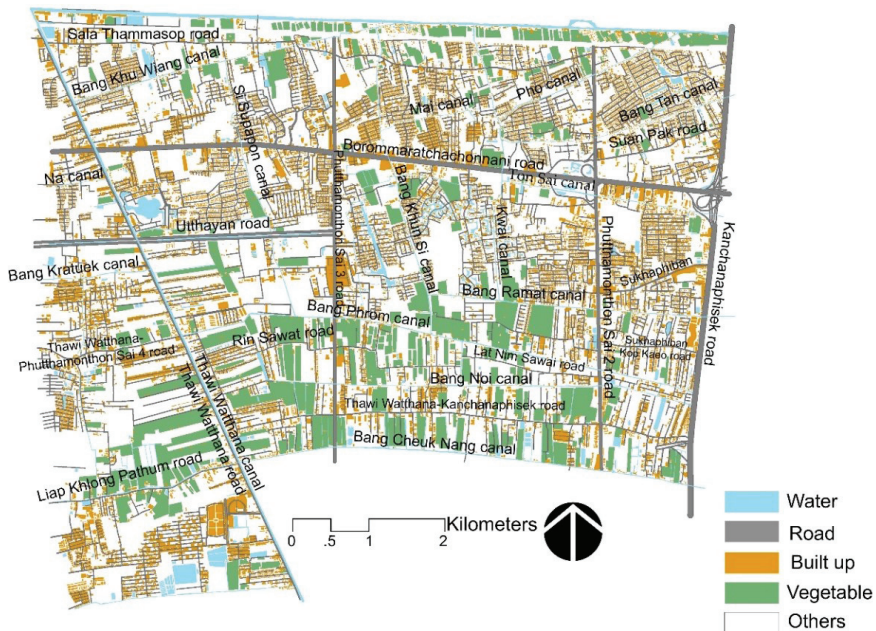 Sala Thammasop road
Bang Khu Wiang canal
Si Supapon canal
Mai canal
Pho canal
Bang Tan canal
Suan Pak road
Borommaratchachonnani road
Ton Sai canal
Na canal
Utthayan road
Phutthamonthon Sai 3 road
Bang Khun Si canal
Kwai canal
Phutthamonthon Sai 2 road
Kanchanaphisek road
Sukhaphiban
Bang Kratuek canal
Bang Ramat canal
Bang Phrom canal
Rin Sawat road
Thawi Watthana-
Phutthamonthon Sai 4 road
Sukhaphiban
Kop Kaeo road
Lat Nim Sawai road
Bang Noi canal
Thawi Watthana canal
Thawi Watthana road
Thawi Watthana-Kanchanaphisek road
Bang Cheuk Nang canal
Liap Khlong Pathum road
Kilometers
0 .5 1 2
Water
Road
Built up
Vegetable
Others